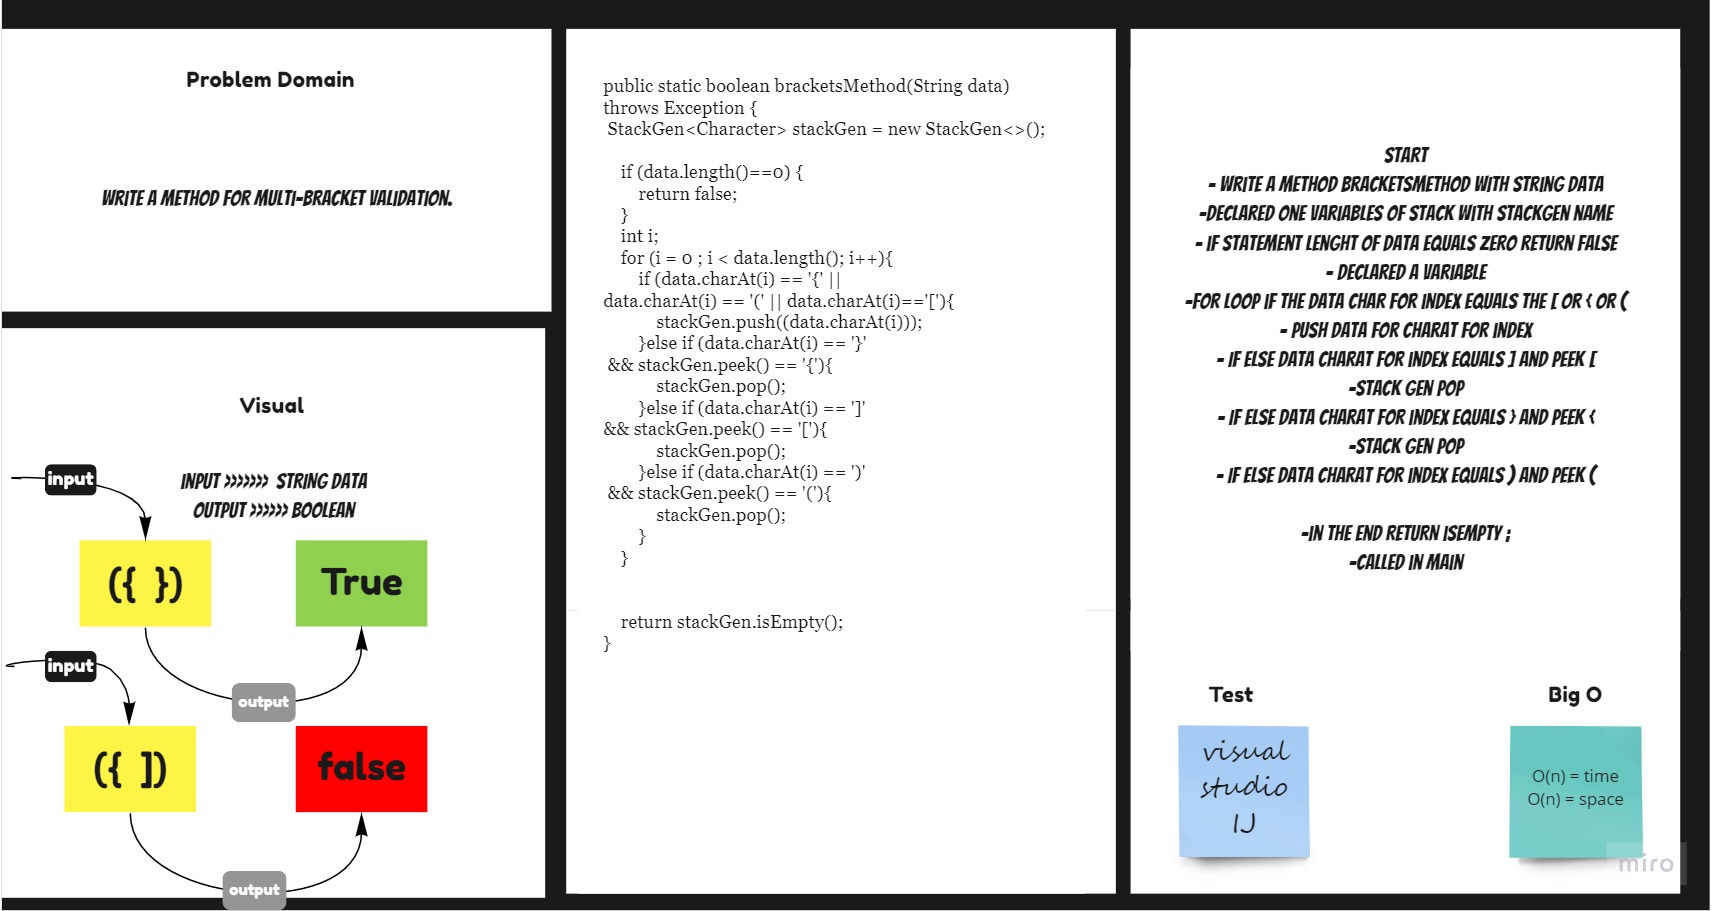 Problem Domain
WRITE A METHOD FOR MULTI-BRACKET VALIDATION.
Visual
input
INPUT >>>>>>> STRING DATA
OUTPUT >>>>>> BOOLEAN
({ })
True
input
output
({ ])
false
output
public static boolean bracketsMethod(String data)
throws Exception {
StackGen<Character> stackGen = new StackGen<>();
if (data.length()==0) {
return false;
}
int i;
for (i = 0 ; i < data.length(); i++){
if (data.charAt(i) == '{' ||
data.charAt(i) == '(' || data.charAt(i)=='['){
stackGen.push((data.charAt(i)));
}else if (data.charAt(i) == '}'
&& stackGen.peek() == '{'){
stackGen.pop();
}else if (data.charAt(i) == ']'
&& stackGen.peek() == '['){
stackGen.pop();
}else if (data.charAt(i) == ')'
&& stackGen.peek() == '('){
stackGen.pop();
}
}
return stackGen.isEmpty();
}
START
- WRITE A METHOD BRACKETSMETHOD WITH STRING DATA
-DECLARED ONE VARIABLES OF STACK WITH STACKGEN NAME
- IF STATEMENT LENGHT OF DATA EQUALS ZERO RETURN FALSE
- DECLARED A VARIABLE
-FOR LOOP IF THE DATA CHAR FOR INDEX EQUALS THE [ OR { OR (
- PUSH DATA FOR CHARAT FOR INDEX
- IF ELSE DATA CHARAT FOR INDEX EQUALS ] AND PEEK [
-STACK GEN POP
- IF ELSE DATA CHARAT FOR INDEX EQUALS } AND PEEK {
-STACK GEN POP
- IF ELSE DATA CHARAT FOR INDEX EQUALS ) AND PEEK (
-IN THE END RETURN ISEMPTY ;
-CALLED IN MAIN
Test
visual
studio
IJ
Big O
O(n) = time
O(n) = space
miro